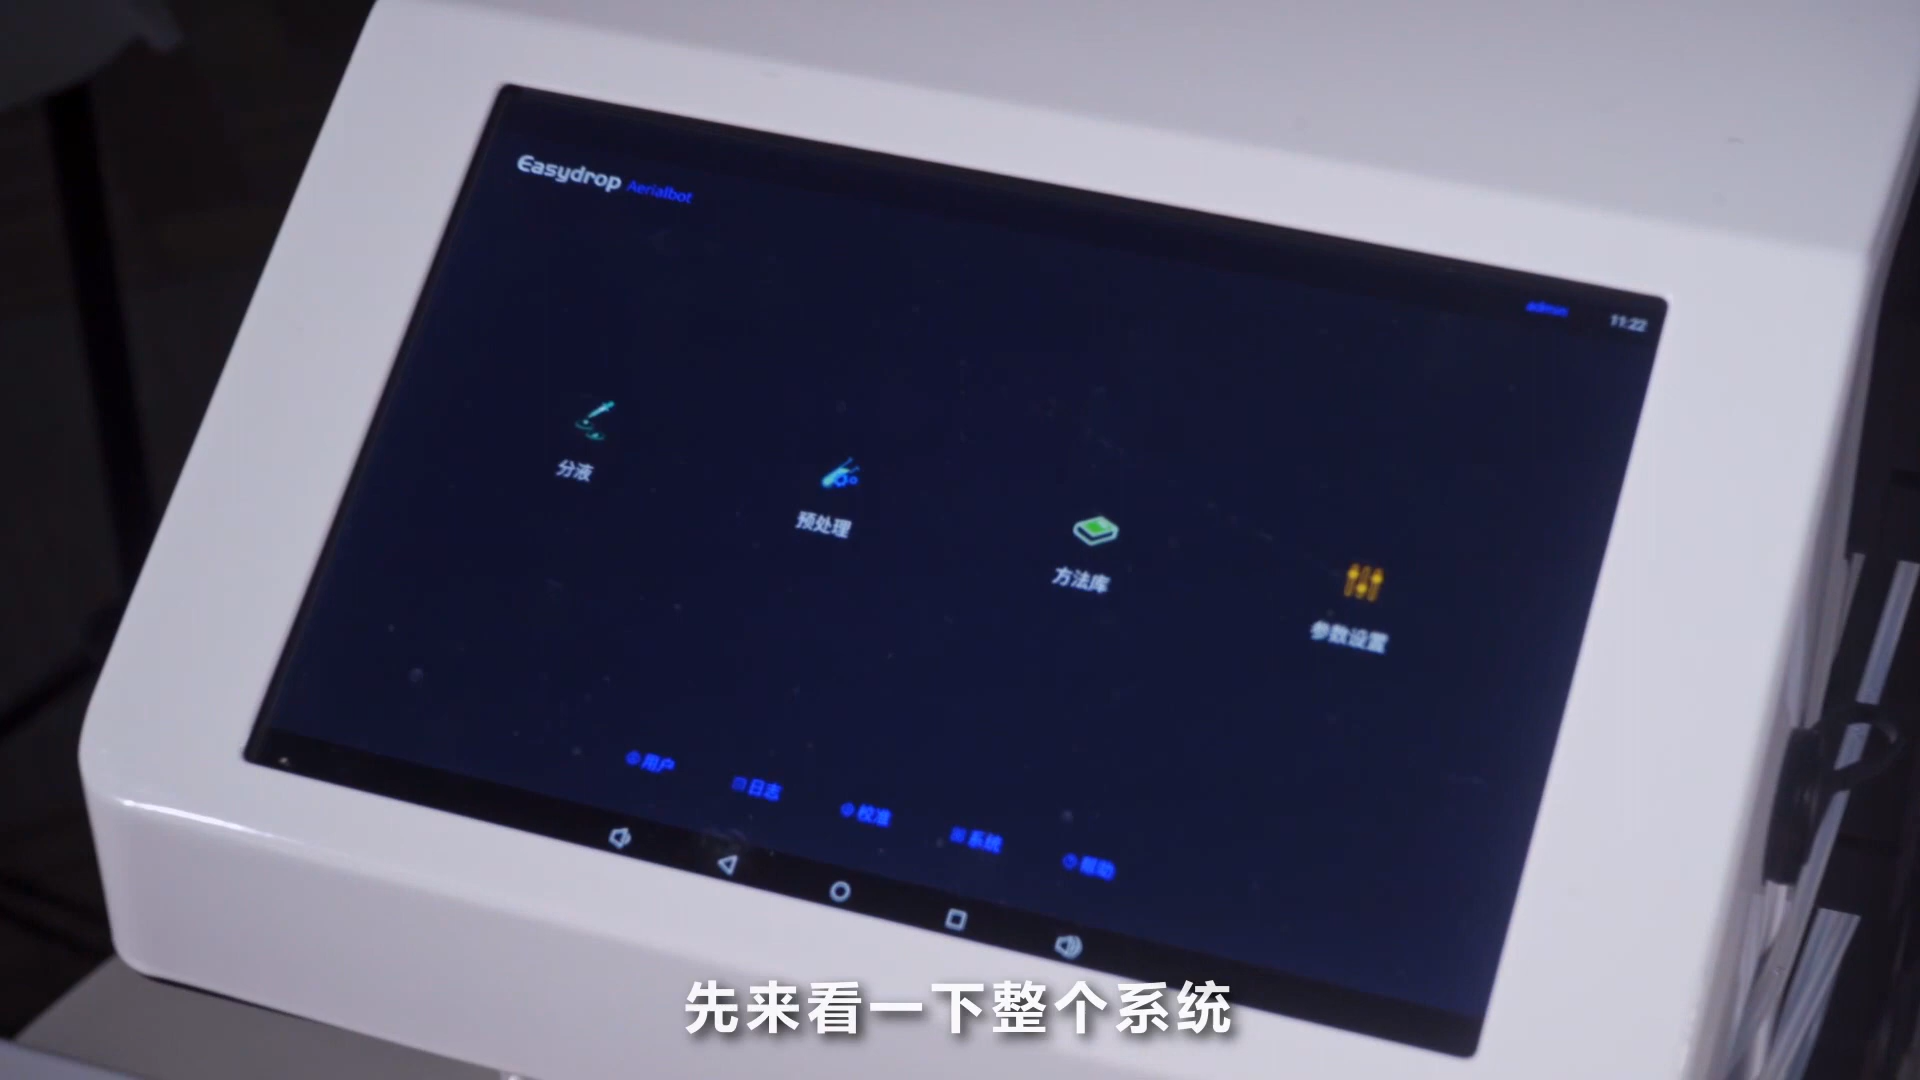 Easydrop Aerialbot
admin 11:22
分液
预处理
方法库
参数设置
用户
日志
校准
系统
帮助
先来看一下整个系统